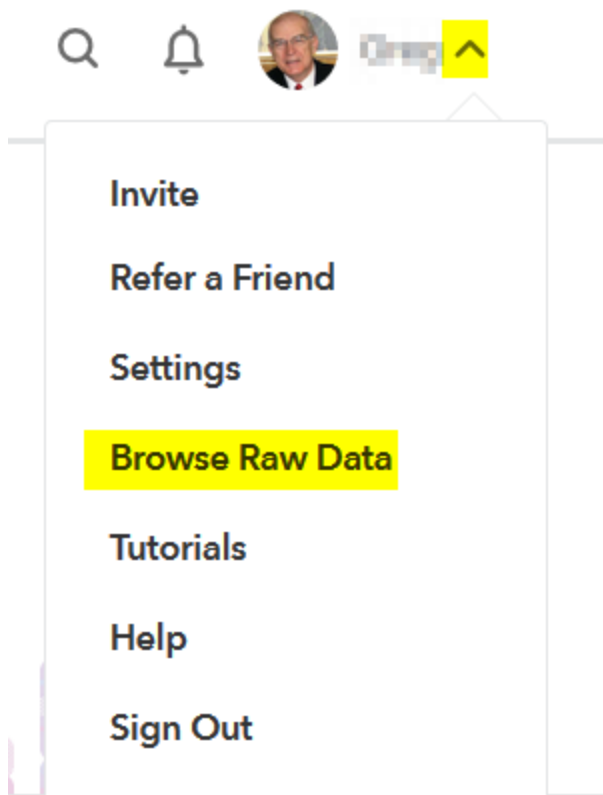 Invite
Refer a Friend
Settings
Browse Raw Data
Tutorials
Help
Sign Out